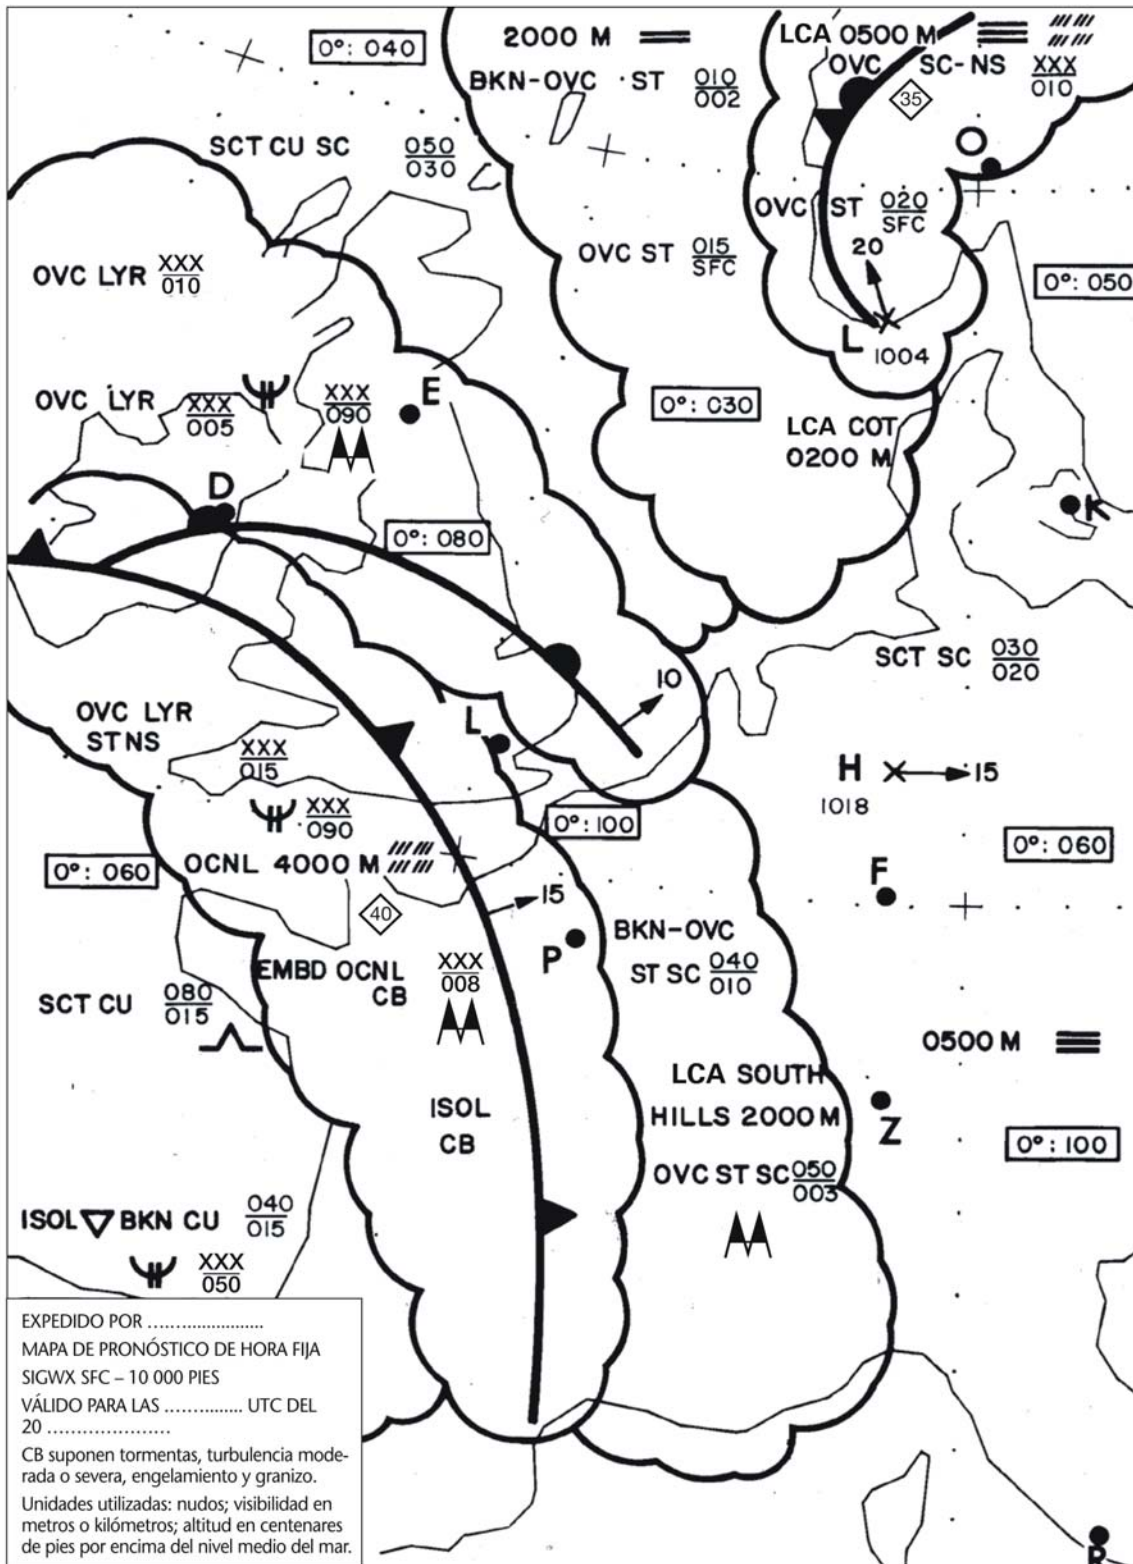 0°: 040
2000 M
BKN-OVC ST 010
002
LCA 0500 M
OVC SC-NS XXX
010
35
SCT CU SC 050
030
O
OVC LYR XXX
010
OVC ST 015
SFC
OVC ST 020
SFC
20
0°: 050
L
1004
OVC LYR XXX
005
XXX
090
E
0°: 030
LCA COT
0200 M
D
K
0°: 080
SCT SC 030
020
10
OVC LYR
ST NS
XXX
015
L
H
15
1018
XXX
090
0°: 100
0°: 060
OCNL 4000 M
0°: 060
40
15
F
P
BKN-OVC
ST SC 040
010
EMBD OCNL
CB
XXX
008
SCT CU 080
015
0500 M
LCA SOUTH
HILLS 2000 M
Z
ISOL
CB
0°: 100
OVC ST SC 050
003
ISOL BKN CU 040
015
XXX
050
EXPEDIDO POR .......................
MAPA DE PRONÓSTICO DE HORA FIJA
SIGWX SFC – 10 000 PIES
VÁLIDO PARA LAS ............... UTC DEL
20 .....................
CB suponen tormentas, turbulencia mode-
rada o severa, engelamiento y granizo.
Unidades utilizadas: nudos; visibilidad en
metros o kilómetros; altitud en centenares
de pies por encima del nivel medio del mar.